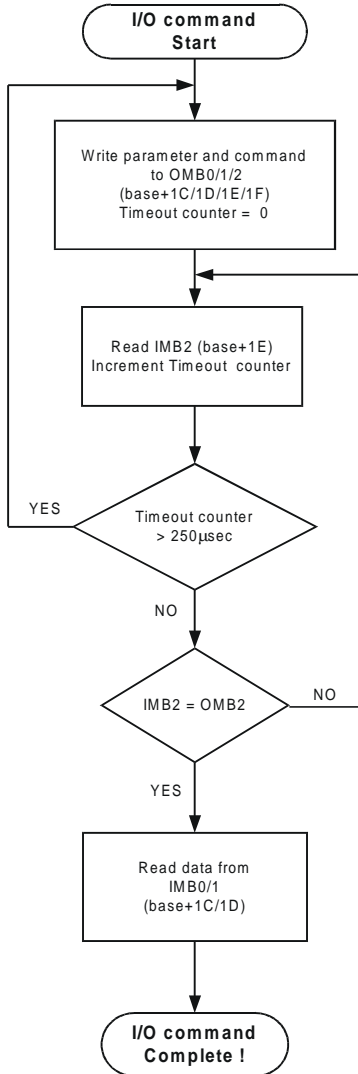 I/O command
Start
Write parameter and command
to OMB0/1/2
(base+1C/1D/1E/1F)
Timeout counter = 0
Read IMB2 (base+1E)
Increment Timeout counter
YES
Timeout counter
> 250μsec
NO
IMB2 = OMB2
NO
YES
Read data from
IMB0/1
(base+1C/1D)
I/O command
Complete !